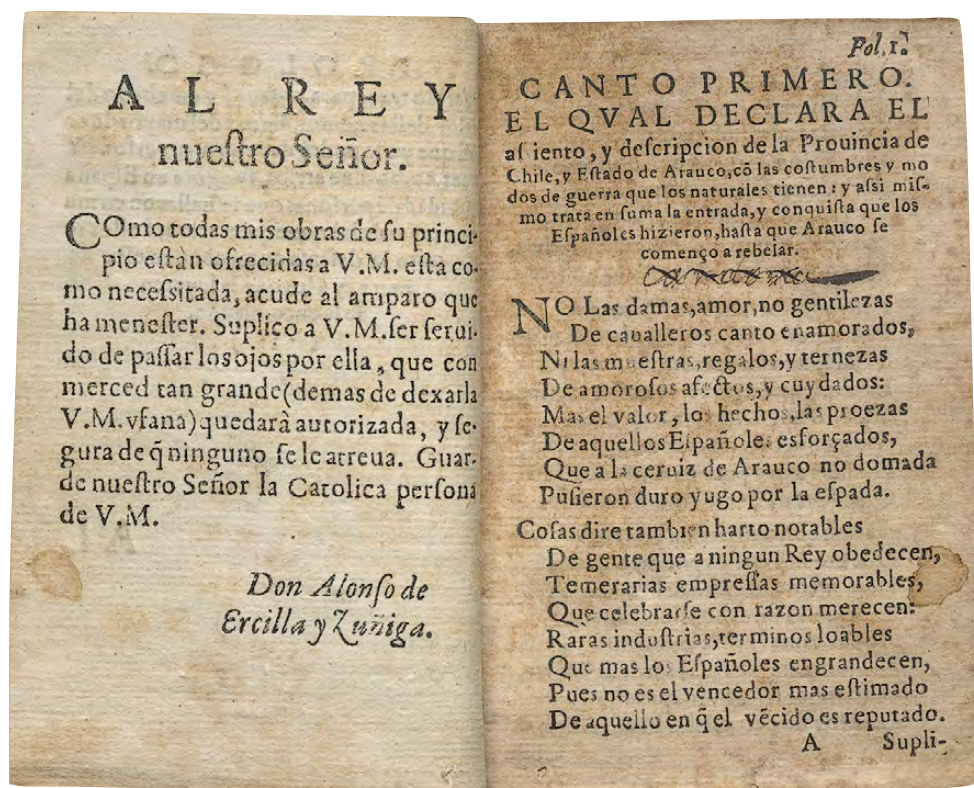 AL REY
nueſtro Señor.
COmo todas mis obras de ſu princi-
pio eſtàn ofrecidas a V.M. eſta co-
mo neceſsitada, acude al amparo que
ha meneſter. Suplico a V.M. ſer ſerui-
do de paſſar los ojos por ella, que con
merced tan grande (demas de dexarla
V.M. vfana) quedarà autorizada, y ſe-
gura de q̃ ninguno ſe le atreua. Guar-
de nueſtro Señor la Catolica perſona
de V.M.
Don Alonſo de
Ercilla y Zuñiga.
Fol. 1.
CANTO PRIMERO.
EL QVAL DECLARA EL
aſsiento, y deſcripcion de la Prouincia de
Chile, y Eſtado de Arauco, cõ las coſtumbres y mo
dos de guerra que los naturales tienen: y aſsi miſ-
mo trata en ſuma la entrada, y conquiſta que los
Eſpañoles hizieron, haſta que Arauco ſe
començo a rebelar.
NO Las damas, amor, no gentilezas
De caualleros canto enamorados,
Ni las mueſtras, regalos, y ternezas
De amoroſos afectos, y cuydados:
Mas el valor, los hechos, las proezas
De aquellos Eſpañoles esforçados,
Que a la ceruiz de Arauco no domada
Puſieron duro yugo por la eſpada.
Coſas dire tambien harto notables
De gente que a ningun Rey obedecen,
Temerarias empreſſas memorables,
Que celebrarſe con razon merecen:
Raras induſtrias, terminos loables
Que mas los Eſpañoles engrandecen,
Pues no es el vencedor mas eſtimado
De aquello en q̃ el vẽcido es reputado.
A Supli-